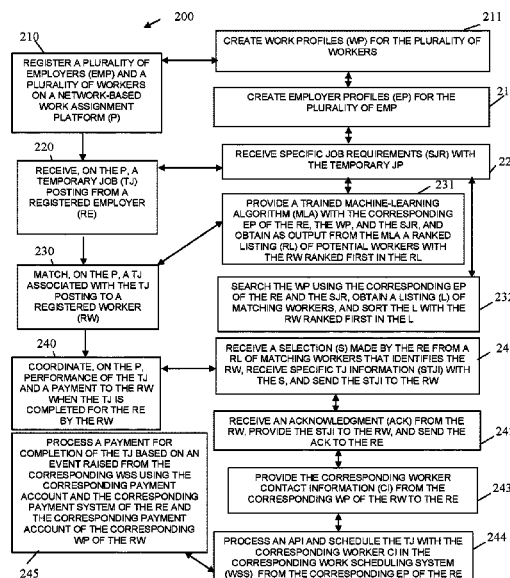 200
210
REGISTER A PLURALITY OF
EMPLOYERS (EMP) AND A
PLURALITY OF WORKERS
ON A NETWORK-BASED
WORK ASSIGNMENT
PLATFORM (P)
211
CREATE WORK PROFILES (WP) FOR THE PLURALITY OF
WORKERS
21
CREATE EMPLOYER PROFILES (EP) FOR THE
PLURALITY OF EMP
220
RECEIVE, ON THE P, A
TEMPORARY JOB (TJ)
POSTING FROM A
REGISTERED EMPLOYER
(RE)
22
RECEIVE SPECIFIC JOB REQUIREMENTS (SJR) WITH
THE TEMPORARY JP
231
PROVIDE A TRAINED MACHINE-LEARNING
ALGORITHM (MLA) WITH THE CORRESPONDING
EP OF THE RE, THE WP, AND THE SJR, AND
OBTAIN AS OUTPUT FROM THE MLA A RANKED
LISTING (RL) OF POTENTIAL WORKERS WITH
THE RW RANKED FIRST IN THE RL
230
MATCH, ON THE P, A TJ
ASSOCIATED WITH THE TJ
POSTING TO A
REGISTERED WORKER
(RW)
232
SEARCH THE WP USING THE CORRESPONDING EP
OF THE RE AND THE SJR, OBTAIN A LISTING (L) OF
MATCHING WORKERS, AND SORT THE L WITH THE
RW RANKED FIRST IN THE L
240
COORDINATE, ON THE P,
PERFORMANCE OF THE TJ
AND A PAYMENT TO THE RW
WHEN THE TJ IS
COMPLETED FOR THE RE
BY THE RW
24
RECEIVE A SELECTION (S) MADE BY THE RE FROM A
RL OF MATCHING WORKERS THAT IDENTIFIES THE
RW, RECEIVE SPECIFIC TJ INFORMATION (STJI) WITH
THE S, AND SEND THE STJI TO THE RW
RECEIVE AN ACKNOWLEDGMENT (ACK) FROM THE
RW, PROVIDE THE STJI TO THE RW, AND SEND THE
ACK TO THE RE
243
PROVIDE THE CORRESPONDING WORKER
CONTACT INFORMATION (CI) FROM THE
CORRESPONDING WP OF THE RW TO THE RE
244
PROCESS AN API AND SCHEDULE THE TJ WITH THE
CORRESPONDING WORKER CI IN THE
CORRESPONDING WORK SCHEDULING SYSTEM
(WSS) FROM THE CORRESPONDING EP OF THE RE
PROCESS A PAYMENT FOR
COMPLETION OF THE TJ BASED ON AN
EVENT RAISED FROM THE
CORRESPONDING WSS USING THE
CORRESPONDING PAYMENT
ACCOUNT AND THE CORRESPONDING
PAYMENT SYSTEM OF THE RE AND
THE CORRESPONDING PAYMENT
ACCOUNT OF THE CORRESPONDING
WP OF THE RW
245